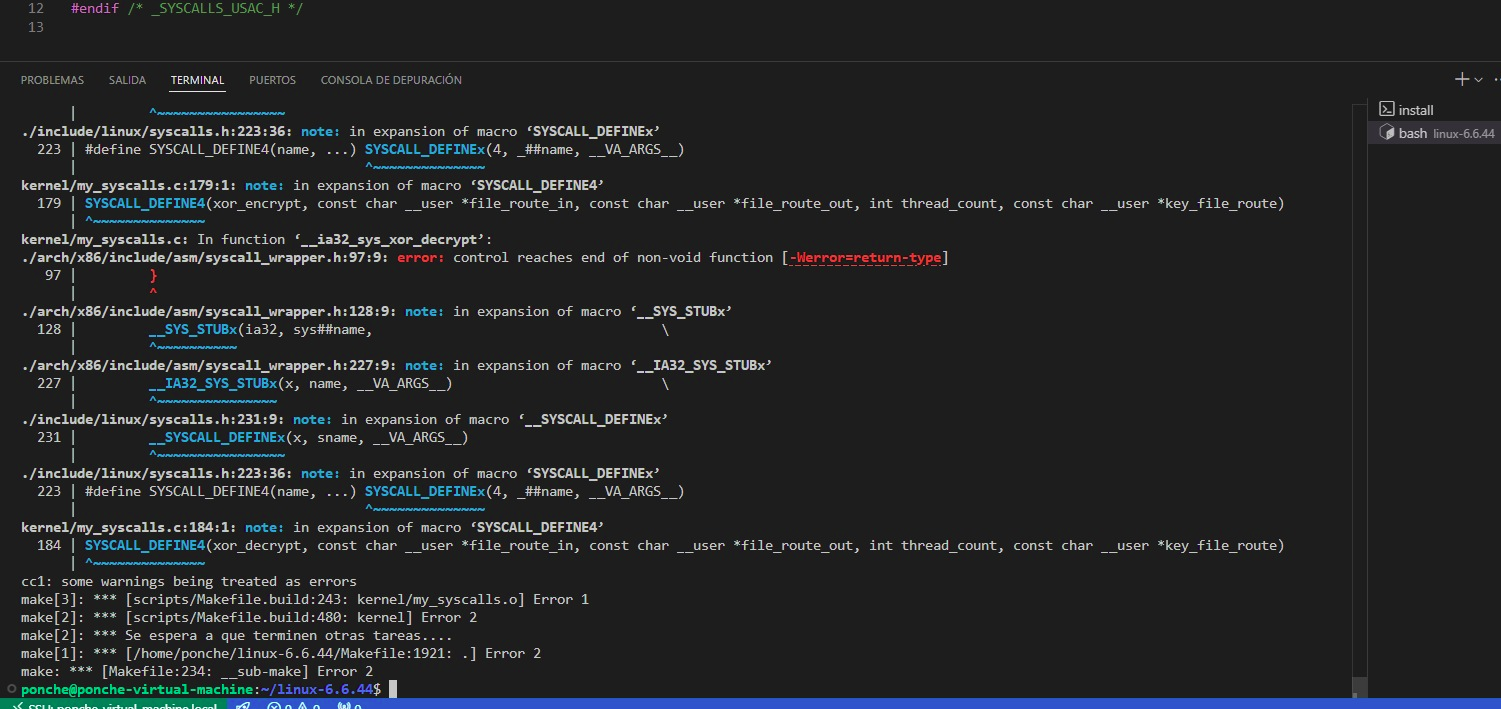 12 #endif /* _SYSCALLS_USAC_H */
13
PROBLEMAS SALIDA TERMINAL PUERTOS CONSOLA DE DEPURACIÓN
install
bash linux-6.6.44
| ^~~~~~~~~~~~~~~~~
./include/linux/syscalls.h:223:36: note: in expansion of macro ‘SYSCALL_DEFINEx’
223 | #define SYSCALL_DEFINE4(name, ...) SYSCALL_DEFINEx(4, _##name, __VA_ARGS__)
| ^~~~~~~~~~~~~~~
kernel/my_syscalls.c:179:1: note: in expansion of macro ‘SYSCALL_DEFINE4’
179 | SYSCALL_DEFINE4(xor_encrypt, const char __user *file_route_in, const char __user *file_route_out, int thread_count, const char __user *key_file_route)
| ^~~~~~~~~~~~~~~
kernel/my_syscalls.c: In function ‘__ia32_sys_xor_decrypt’:
./arch/x86/include/asm/syscall_wrapper.h:97:9: error: control reaches end of non-void function [-Werror=return-type]
97 | }
| ^
./arch/x86/include/asm/syscall_wrapper.h:128:9: note: in expansion of macro ‘__SYS_STUBx’
128 | __SYS_STUBx(ia32, sys##name, \
| ^~~~~~~~~~~
./arch/x86/include/asm/syscall_wrapper.h:227:9: note: in expansion of macro ‘__IA32_SYS_STUBx’
227 | __IA32_SYS_STUBx(x, name, __VA_ARGS__) \
| ^~~~~~~~~~~~~~~~
./include/linux/syscalls.h:231:9: note: in expansion of macro ‘__SYSCALL_DEFINEx’
231 | __SYSCALL_DEFINEx(x, sname, __VA_ARGS__)
| ^~~~~~~~~~~~~~~~~
./include/linux/syscalls.h:223:36: note: in expansion of macro ‘SYSCALL_DEFINEx’
223 | #define SYSCALL_DEFINE4(name, ...) SYSCALL_DEFINEx(4, _##name, __VA_ARGS__)
| ^~~~~~~~~~~~~~~
kernel/my_syscalls.c:184:1: note: in expansion of macro ‘SYSCALL_DEFINE4’
184 | SYSCALL_DEFINE4(xor_decrypt, const char __user *file_route_in, const char __user *file_route_out, int thread_count, const char __user *key_file_route)
| ^~~~~~~~~~~~~~~
cc1: some warnings being treated as errors
make[3]: *** [scripts/Makefile.build:243: kernel/my_syscalls.o] Error 1
make[2]: *** [scripts/Makefile.build:480: kernel] Error 2
make[2]: *** Se espera a que terminen otras tareas....
make[1]: *** [/home/ponche/linux-6.6.44/Makefile:1921: .] Error 2
make: *** [Makefile:234: __sub-make] Error 2
ponche@ponche-virtual-machine:~/linux-6.6.44$
SSH: ponche-virtual-machine.local 0 0 0